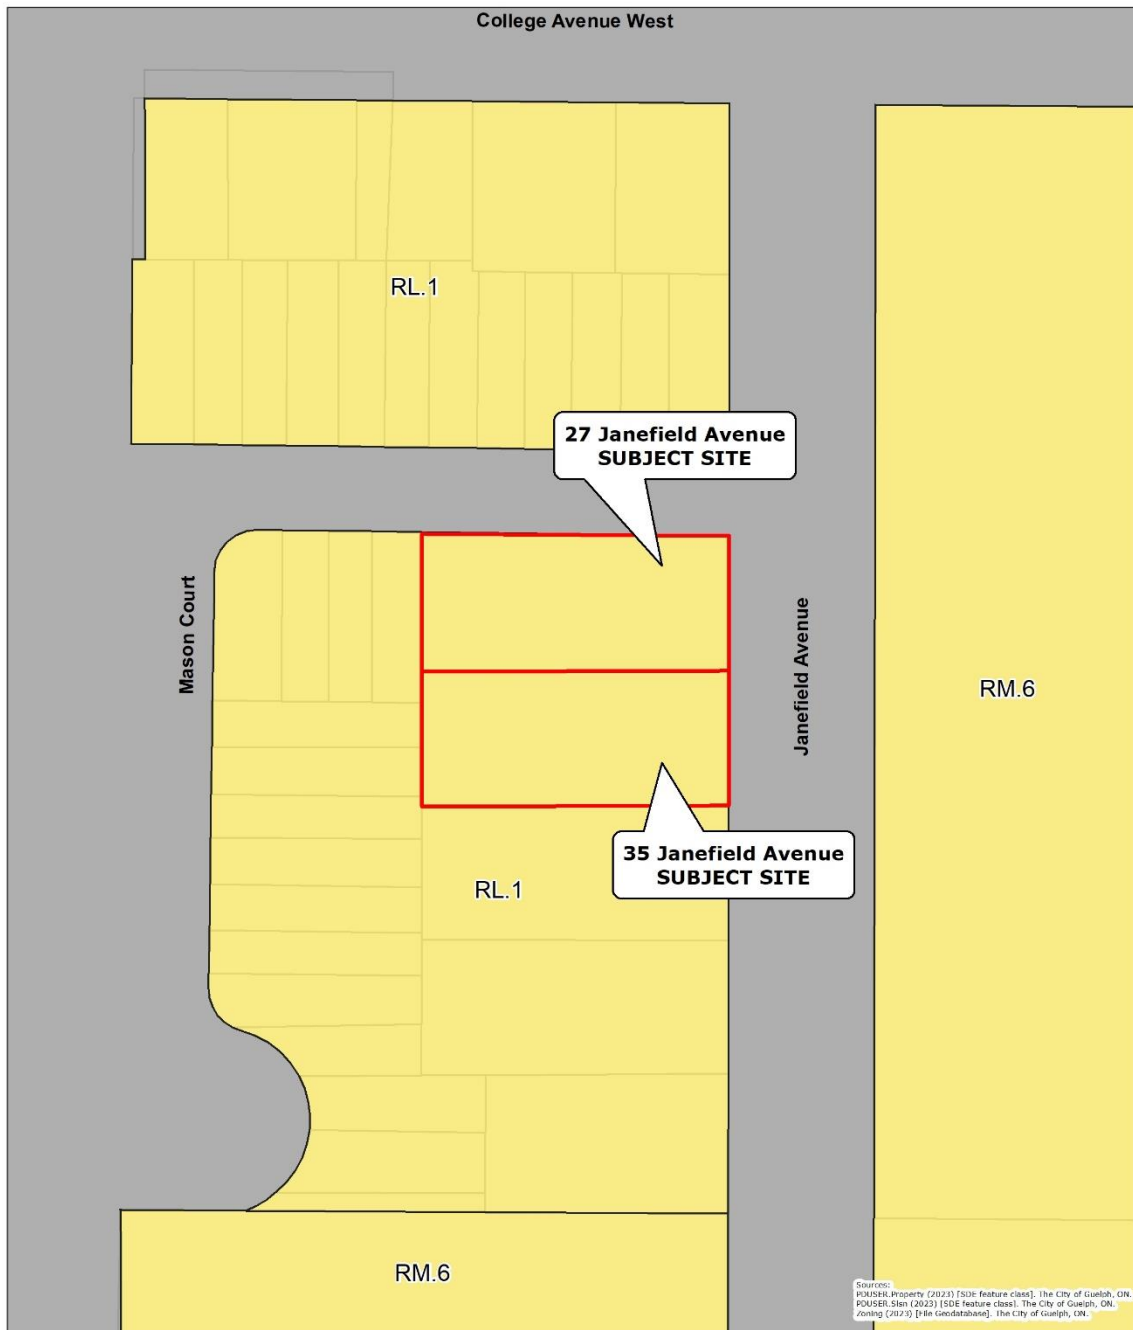 College Avenue West
RL.1
27 Janefield Avenue
SUBJECT SITE
Mason Court
Janefield Avenue
RM.6
35 Janefield Avenue
SUBJECT SITE
RL.1
RM.6
Sources:
PDUSER.Property (2023) [SDE feature class]. The City of Guelph, ON.
PDUSER.Slsn (2023) [SDE feature class]. The City of Guelph, ON.
Zoning (2023) [File Geodatabase]. The City of Guelph, ON.